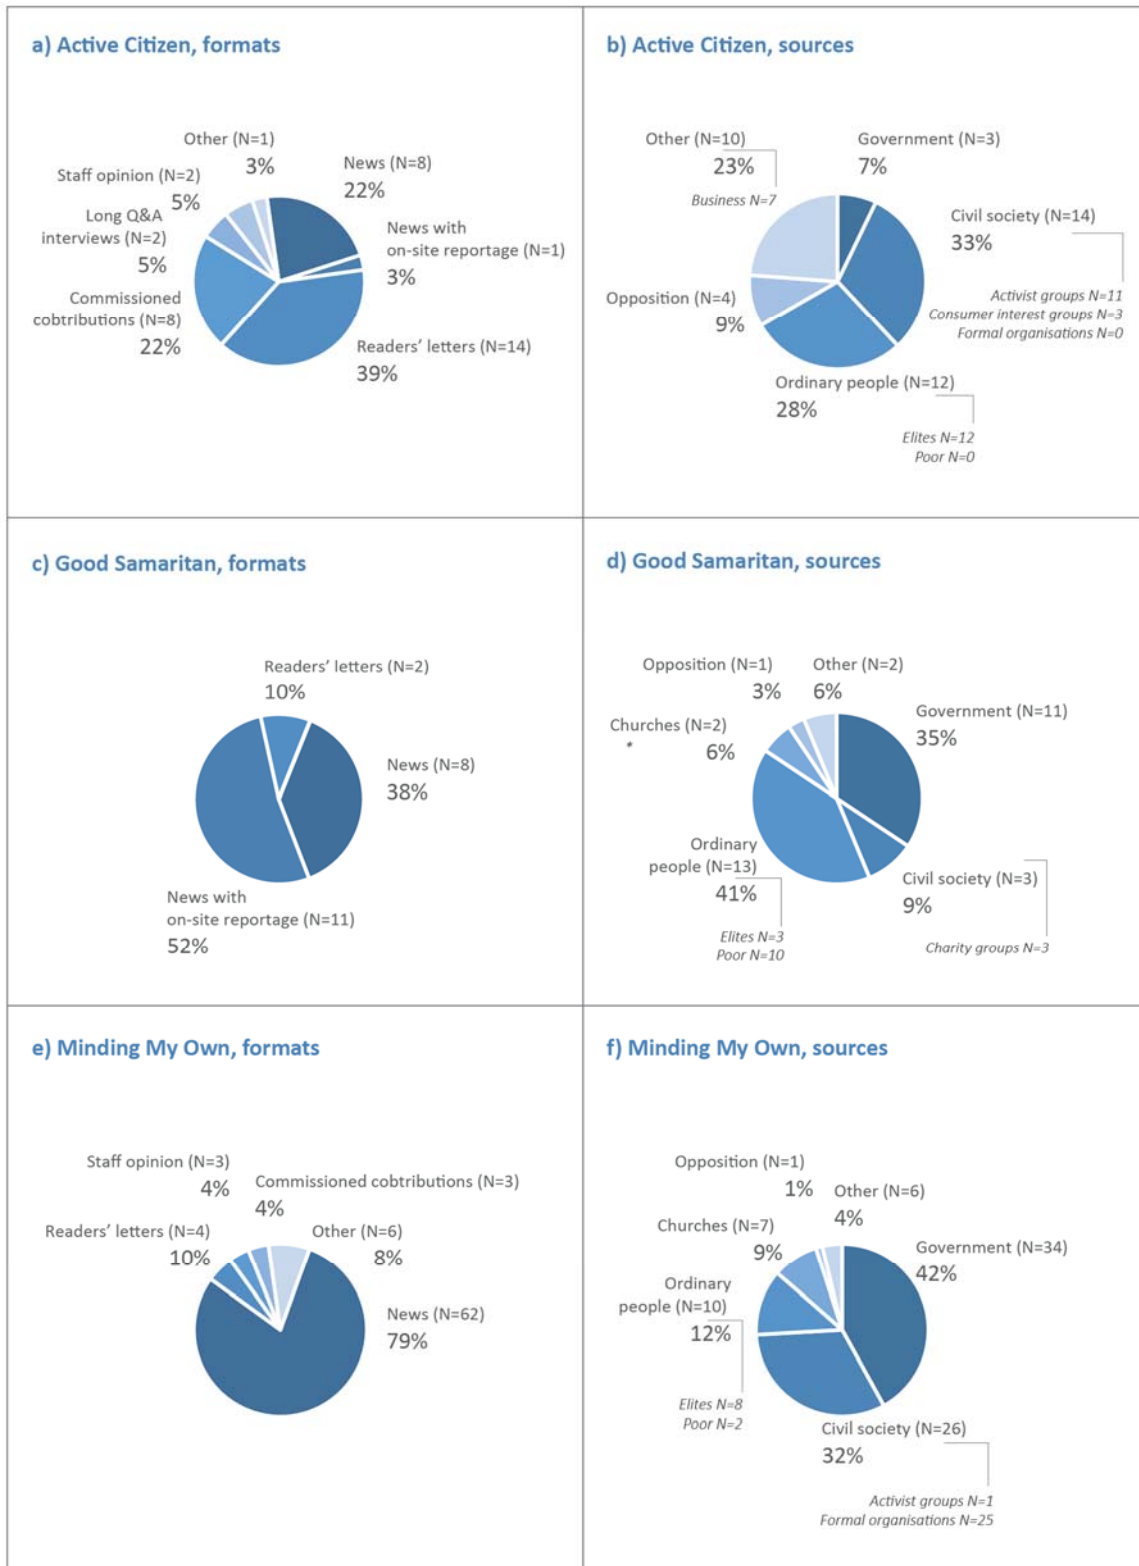 a) Active Citizen, formats
Other (N=1)
3%
News (N=8)
22%
Staff opinion (N=2)
5%
Long Q&A
interviews (N=2)
5%
News with
on-site reportage (N=1)
3%
Commissioned
cobtributions (N=8)
22%
Readers' letters (N=14)
39%
b) Active Citizen, sources
Other (N=10)
23%
Business N=7
Government (N=3)
7%
Civil society (N=14)
33%
Activist groups N=11
Consumer interest groups N=3
Formal organisations N=0
Opposition (N=4)
9%
Ordinary people (N=12)
28%
Elites N=12
Poor N=0
c) Good Samaritan, formats
Readers' letters (N=2)
10%
News (N=8)
38%
News with
on-site reportage (N=11)
52%
d) Good Samaritan, sources
Opposition (N=1)
3%
Other (N=2)
6%
Government (N=11)
35%
Churches (N=2)
*
6%
Ordinary
people (N=13)
41%
Elites N=3
Poor N=10
Civil society (N=3)
9%
Charity groups N=3
e) Minding My Own, formats
Staff opinion (N=3)
4%
Commissioned cobtributions (N=3)
4%
Readers' letters (N=4)
10%
Other (N=6)
8%
News (N=62)
79%
f) Minding My Own, sources
Opposition (N=1)
1%
Other (N=6)
4%
Churches (N=7)
9%
Government (N=34)
42%
Ordinary
people (N=10)
12%
Elites N=8
Poor N=2
Civil society (N=26)
32%
Activist groups N=1
Formal organisations N=25